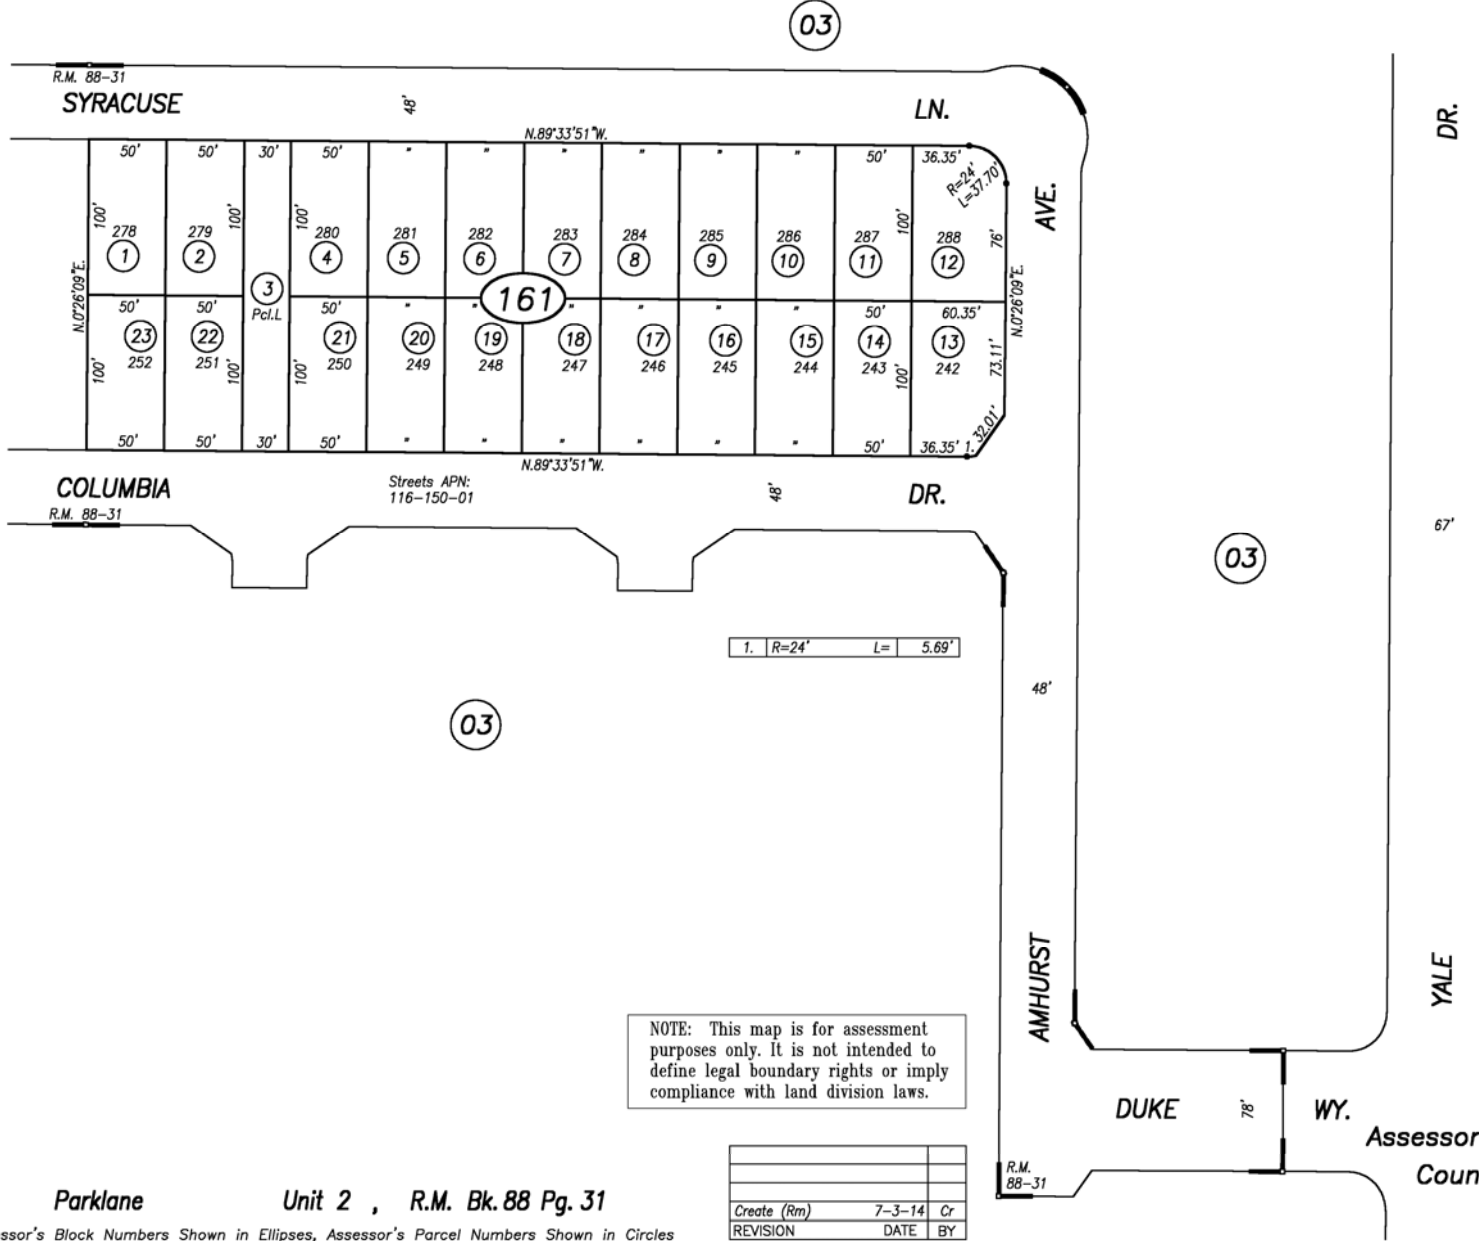 03
R.M. 88-31
SYRACUSE
48'
LN.
DR.
N.89°33'51"W.
50' 50' 30' 50' " " " " " " 50' 36.35'
R=24'
L=37.70'
AVE.
100' 100' 100' 100' 76'
278 279 280 281 282 283 284 285 286 287 288
1 2 4 5 6 7 8 9 10 11 12
N.0°26'09"E.
N.0°26'09"E.
3
Pcl.L
161
50' 50' 50' " " " " " " 50' 60.35'
23 22 21 20 19 18 17 16 15 14 13
252 251 250 249 248 247 246 245 244 243 242
100' 100' 100' 100' 73.11'
32.01'
50' 50' 30' 50' " " " " " " 50' 36.35' 1.
N.89°33'51"W.
COLUMBIA
Streets APN:
116-150-01
48'
DR.
R.M. 88-31
67'
03
1. R=24' L= 5.69'
48'
03
AMHURST
YALE
NOTE: This map is for assessment
purposes only. It is not intended to
define legal boundary rights or imply
compliance with land division laws.
DUKE
78'
WY.
Assessor
Coun
R.M.
88-31
Parklane Unit 2 , R.M. Bk. 88 Pg. 31
Create (Rm) 7-3-14 Cr
REVISION DATE BY
ssor's Block Numbers Shown in Ellipses, Assessor's Parcel Numbers Shown in Circles